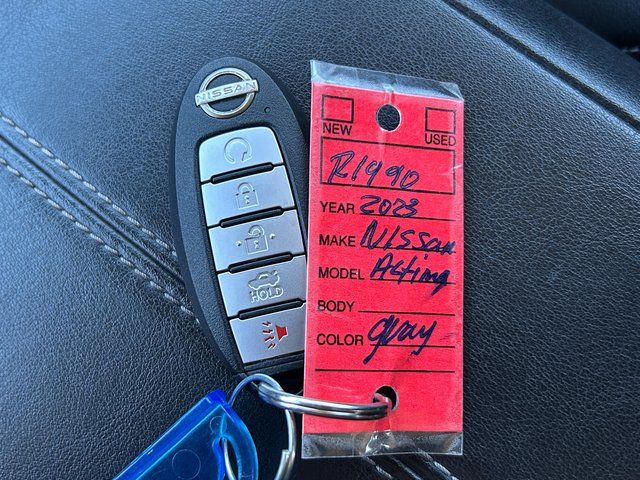 NISSAN
HOLD
NEW USED
R1990
YEAR 2023
MAKE NISSan
MODEL Altima
BODY
COLOR gray